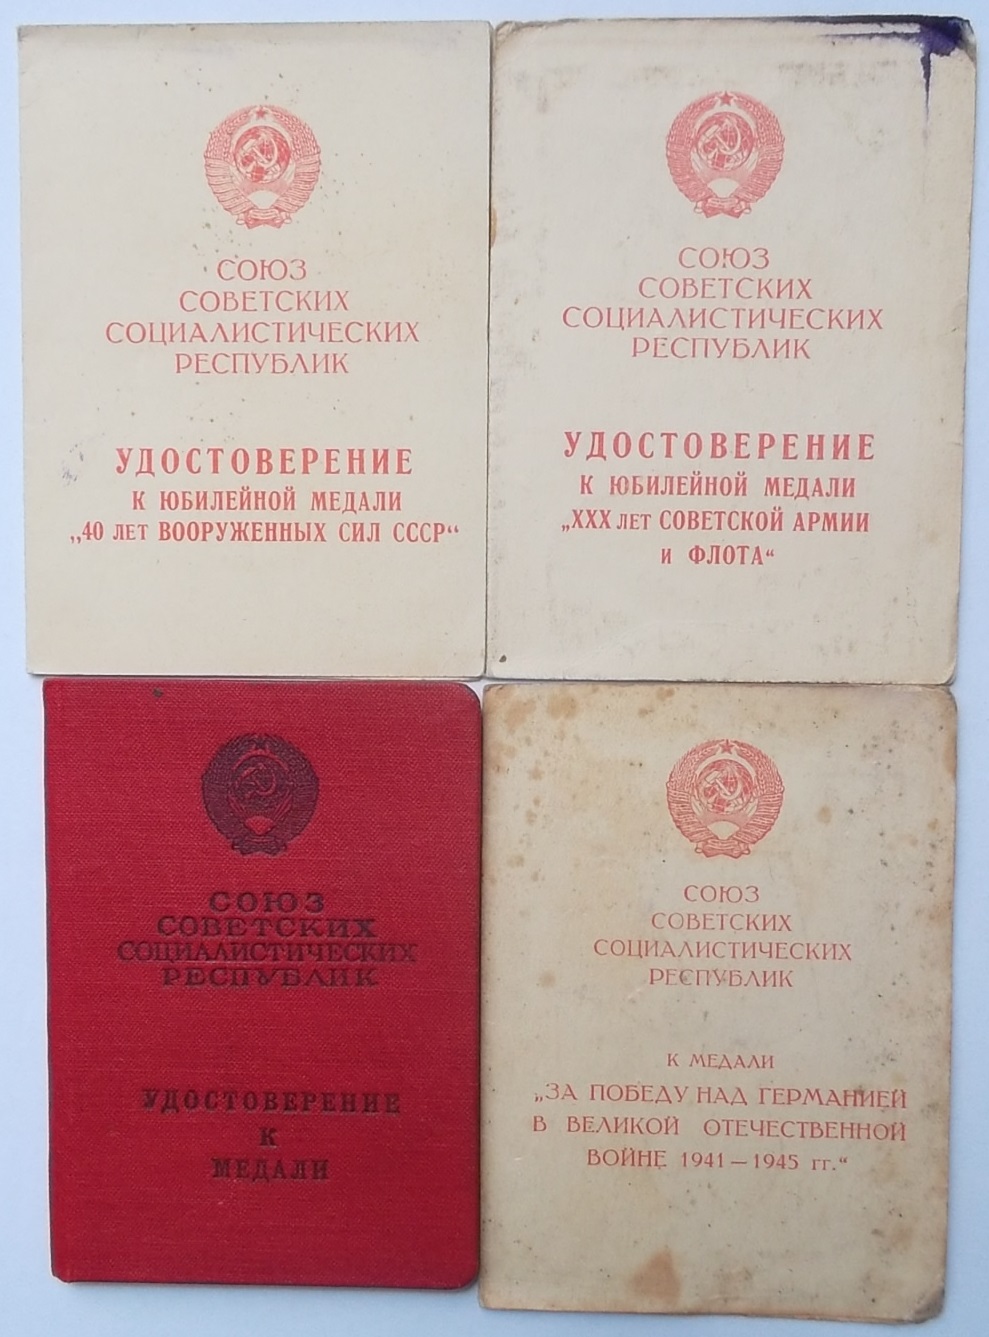 СОЮЗ
СОВЕТСКИХ
СОЦИАЛИСТИЧЕСКИХ
РЕСПУБЛИК
УДОСТОВЕРЕНИЕ
К ЮБИЛЕЙНОЙ МЕДАЛИ
„40 ЛЕТ ВООРУЖЕННЫХ СИЛ СССР“
СОЮЗ
СОВЕТСКИХ
СОЦИАЛИСТИЧЕСКИХ
РЕСПУБЛИК
УДОСТОВЕРЕНИЕ
К ЮБИЛЕЙНОЙ МЕДАЛИ
„XXX ЛЕТ СОВЕТСКОЙ АРМИИ
И ФЛОТА“
СОЮЗ
СОВЕТСКИХ
СОЦИАЛИСТИЧЕСКИХ
РЕСПУБЛИК
УДОСТОВЕРЕНИЕ
К
МЕДАЛИ
СОЮЗ
СОВЕТСКИХ
СОЦИАЛИСТИЧЕСКИХ
РЕСПУБЛИК
К МЕДАЛИ
„ЗА ПОБЕДУ НАД ГЕРМАНИЕЙ
В ВЕЛИКОЙ ОТЕЧЕСТВЕННОЙ
ВОЙНЕ 1941 — 1945 гг.“